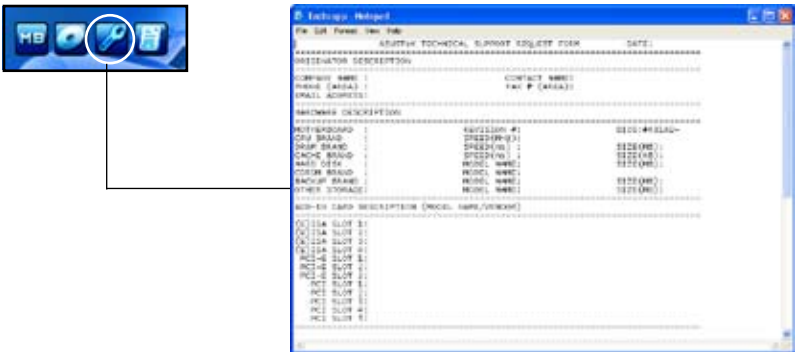 MB
Techsupp - Notepad
File Edit Format View Help
ASUSTeK TECHNICAL SUPPORT REQUEST FORM DATE:
ORIGINATOR DESCRIPTION
COMPANY NAME : CONTACT NAME:
PHONE (AREA) : FAX # (AREA):
EMAIL ADDRESS:
HARDWARE DESCRIPTION
MOTHERBOARD : REVISION #: BIOS:
CPU BRAND : SPEED(MHz):
DRAM BRAND : SPEED(ns) : SIZE(MB):
CACHE BRAND : SPEED(ns) : SIZE(KB):
HARD DISK : MODEL NAME: SIZE(MB):
CDROM BRAND : MODEL NAME:
BACKUP BRAND : MODEL NAME: SIZE(MB):
OTHER STORAGE: MODEL NAME: SIZE(MB):
ADD-IN CARD DESCRIPTION (MODEL NAME/VENDOR)
(E)ISA SLOT 1:
(E)ISA SLOT 2:
(E)ISA SLOT 3:
(E)ISA SLOT 4:
PCI-E SLOT 1:
PCI-E SLOT 2:
PCI-E SLOT 3:
PCI SLOT 1:
PCI SLOT 2:
PCI SLOT 3:
PCI SLOT 4:
PCI SLOT 5: